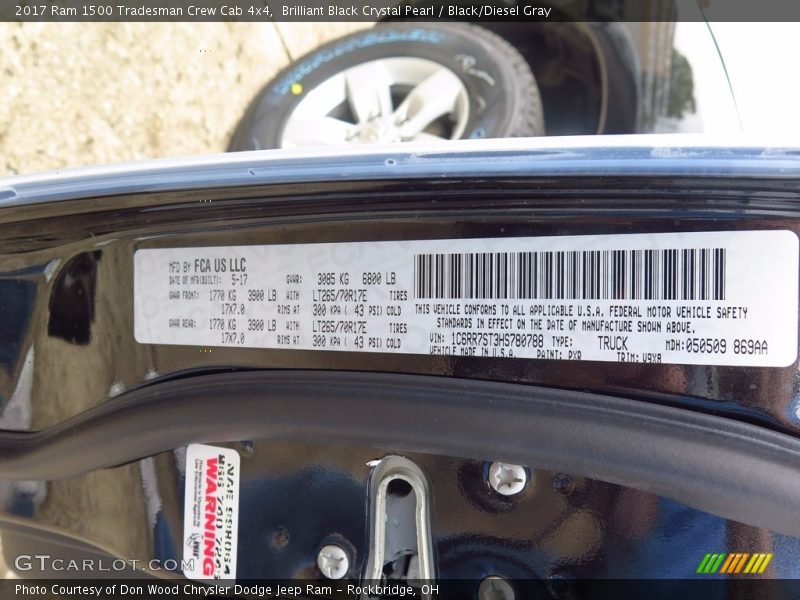 2017 Ram 1500 Tradesman Crew Cab 4x4,  Brilliant Black Crystal Pearl / Black/Diesel Gray
MFD BY FCA US LLC
DATE OF MFR(BUILT): 5-17 GVWR: 3085 KG 6800 LB
GAWR FRONT: 1770 KG 3900 LB WITH LT265/70R17E TIRES
17X7.0 RIMS AT 300 KPA ( 43 PSI) COLD
GAWR REAR: 1770 KG 3900 LB WITH LT265/70R17E TIRES
17X7.0 RIMS AT 300 KPA ( 43 PSI) COLD
THIS VEHICLE CONFORMS TO ALL APPLICABLE U.S.A. FEDERAL MOTOR VEHICLE SAFETY
STANDARDS IN EFFECT ON THE DATE OF MANUFACTURE SHOWN ABOVE.
VIN: 1C6RR7ST3HS780788 TYPE: TRUCK MDH: 050509 869AA
VEHICLE MADE IN U.S.A. PAINT: PXR TRIM: V9X8
WARNING
GTCarLot.com
Photo Courtesy of Don Wood Chrysler Dodge Jeep Ram – Rockbridge, OH